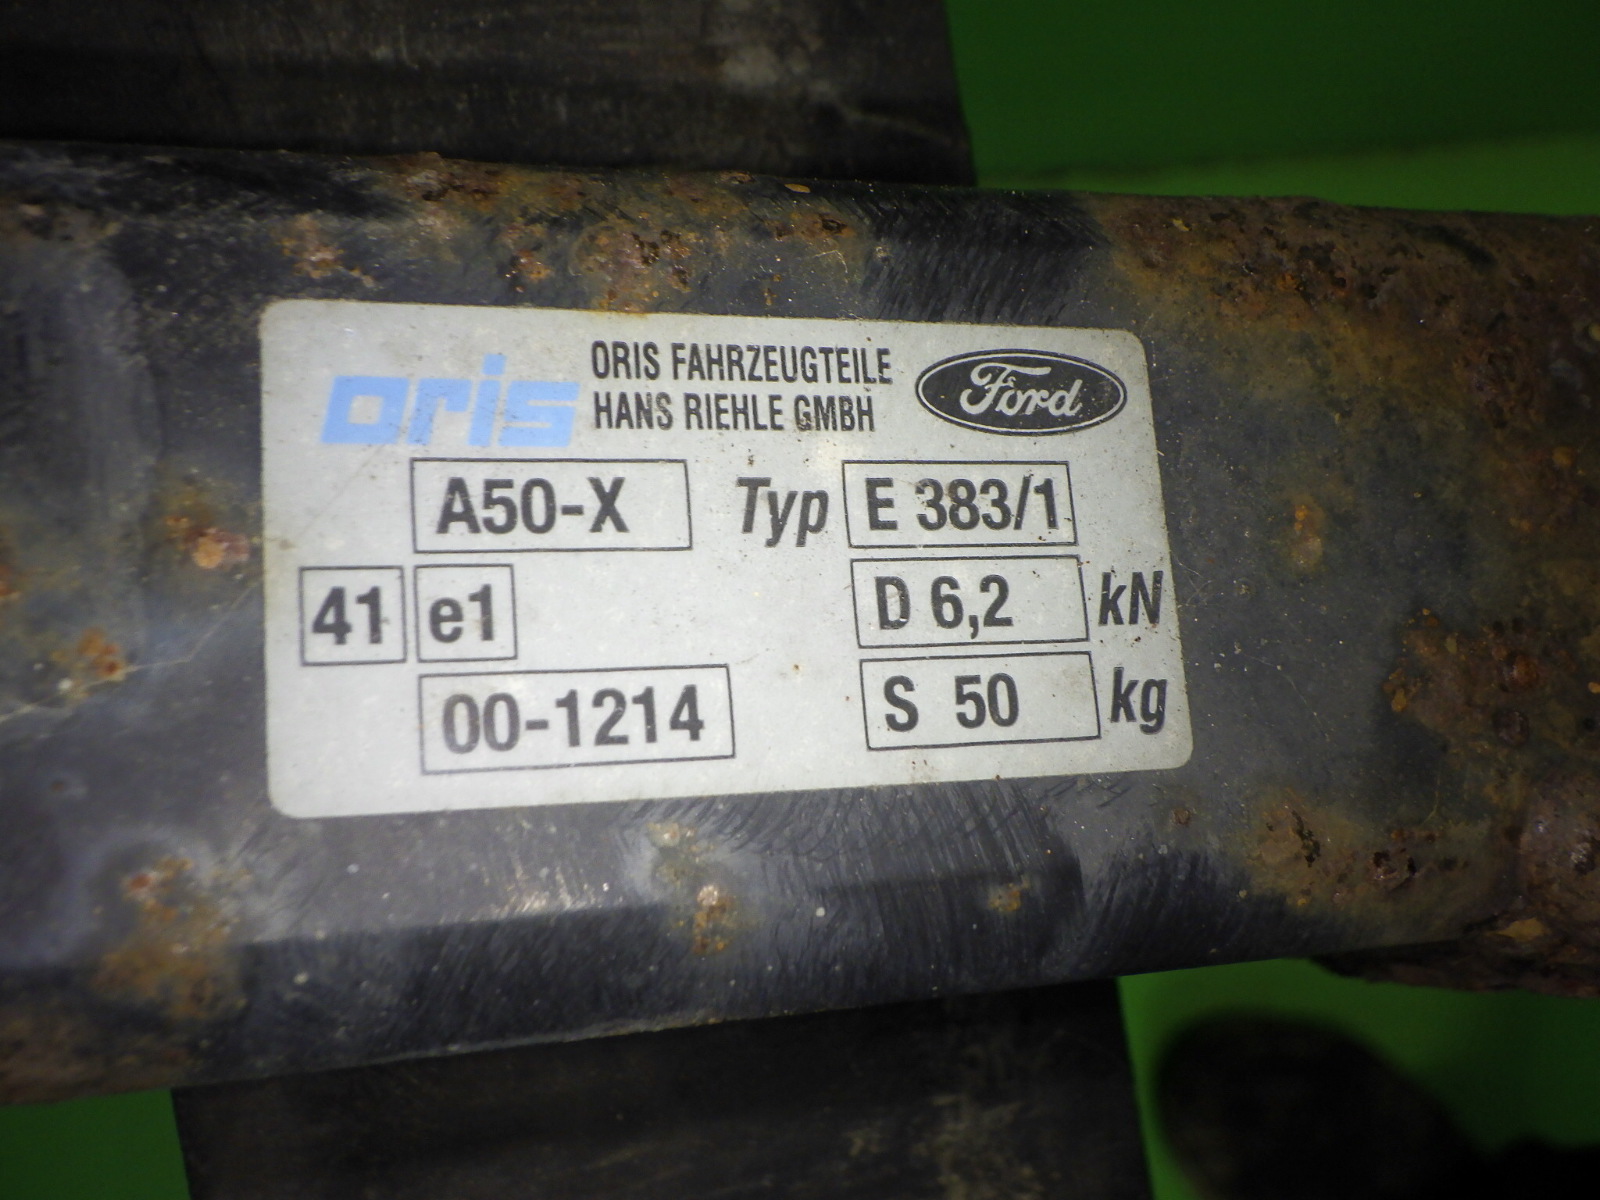 oris
ORIS FAHRZEUGTEILE
HANS RIEHLE GMBH
Ford
A50-X Typ E 383/1
41 e1 D 6,2 kN
00-1214 S 50 kg